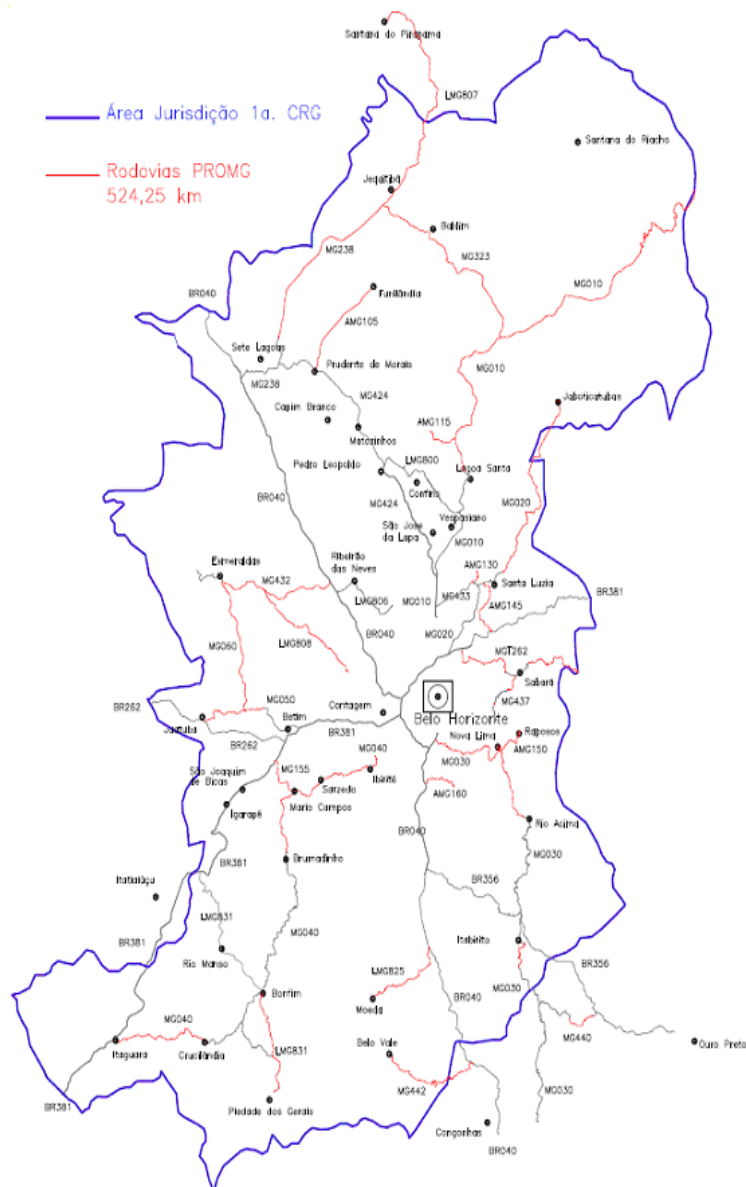 Santana do Pirapama
LMG807
Área Jurisdição 1a. CRG
Santana do Riacho
Rodovias PROMG
524,25 km
Jequitibá
Baldim
MG238
MG323
BR040
MG010
Funilândia
AMG105
Sete Lagoas
MG238
Prudente de Morais
MG010
MG424
Jaboticatubas
Capim Branco
AMG115
Matozinhos
LMG800
Pedro Leopoldo
Lagoa Santa
BR040
MG424
Confins
MG020
São José
da Lapa
Vespasiano
MG010
Ribeirão
das Neves
AMG130
Esmeraldas
MG432
Santa Luzia
BR381
LMG806
MG010
MG433
AMG145
LMG808
BR040
MG020
MG060
MGT262
Sabará
BR262
MG050
Contagem
MG437
Juatuba
Betim
Belo Horizonte
BR262
BR381
Nova Lima
Raposos
MG040
MG030
AMG150
São Joaquim
de Bicas
MG155
Ibirité
Sarzedo
AMG160
Igarapé
Mario Campos
Rio Acima
BR040
BR381
Brumadinho
MG030
BR356
Itatiaiuçu
LMG831
MG040
Itabirito
BR381
Rio Manso
BR356
LMG825
MG030
BR040
Bonfim
Moeda
MG040
MG440
Itaguara
Crucilândia
LMG831
Belo Vale
Ouro Preto
MG442
BR381
MG030
Piedade dos Gerais
Congonhas
BR040